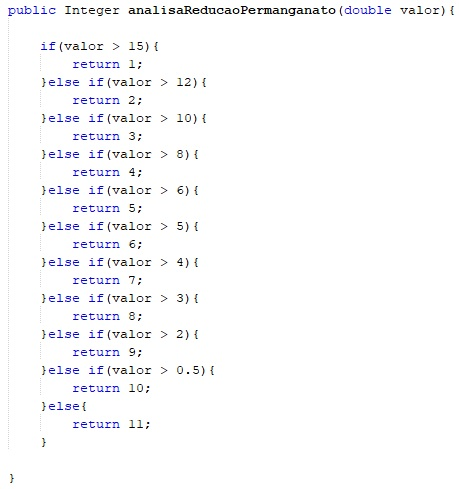 public Integer analisaReducaoPermanganato(double valor){
if(valor > 15){
return 1;
}else if(valor > 12){
return 2;
}else if(valor > 10){
return 3;
}else if(valor > 8){
return 4;
}else if(valor > 6){
return 5;
}else if(valor > 5){
return 6;
}else if(valor > 4){
return 7;
}else if(valor > 3){
return 8;
}else if(valor > 2){
return 9;
}else if(valor > 0.5){
return 10;
}else{
return 11;
}
}